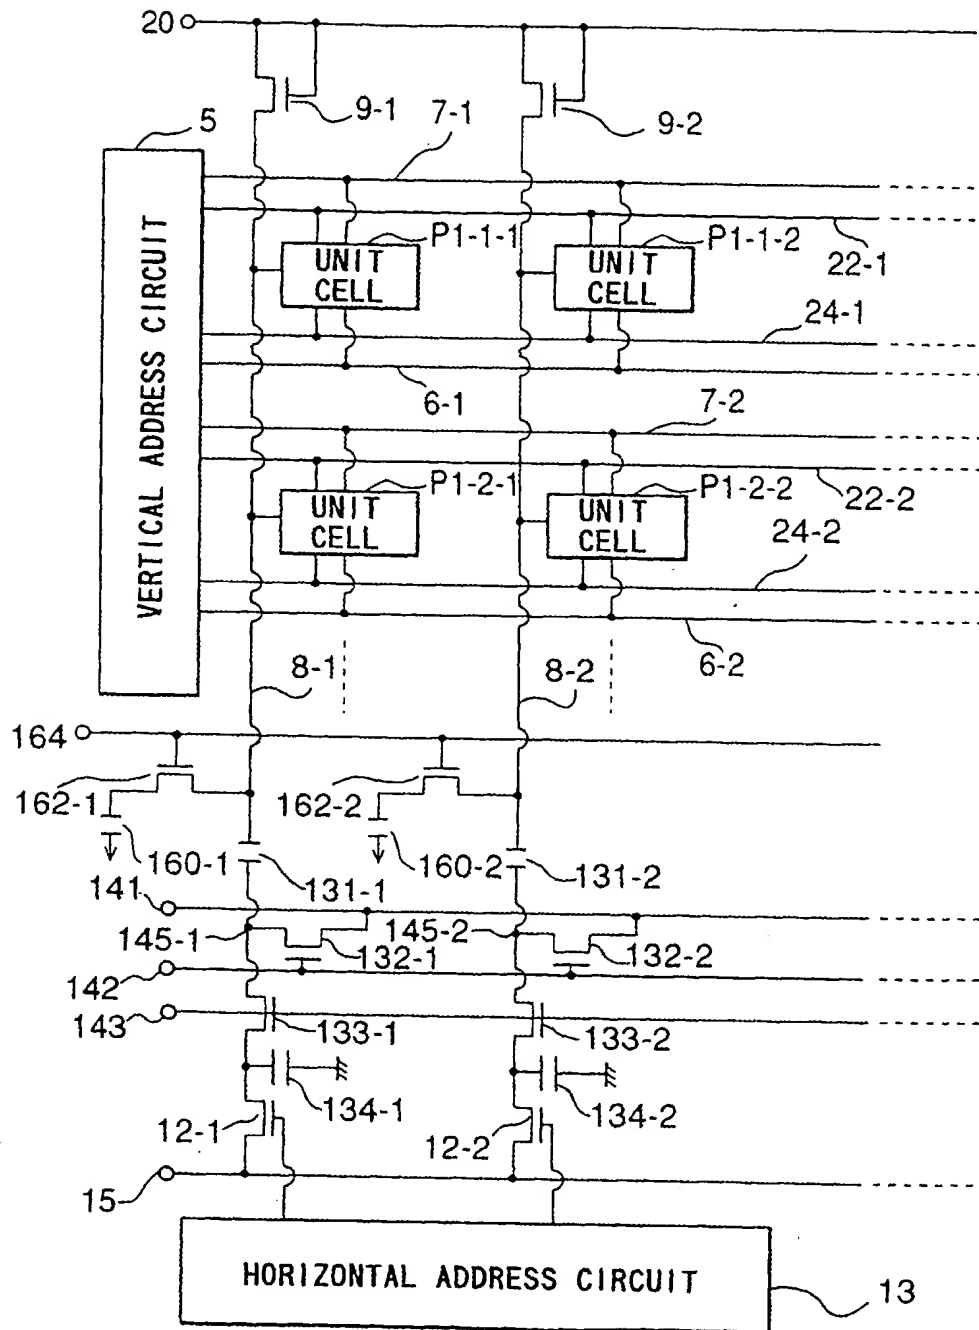 20
9-1
9-2
5
7-1
VERTICAL ADDRESS CIRCUIT
P1-1-1
P1-1-2
UNIT
CELL
UNIT
CELL
22-1
24-1
6-1
7-2
P1-2-1
P1-2-2
UNIT
CELL
UNIT
CELL
22-2
24-2
6-2
8-1
8-2
164
162-1
162-2
160-1
160-2
131-1
131-2
141
145-1
145-2
132-1
132-2
142
143
133-1
133-2
134-1
134-2
12-1
12-2
15
HORIZONTAL ADDRESS CIRCUIT
13